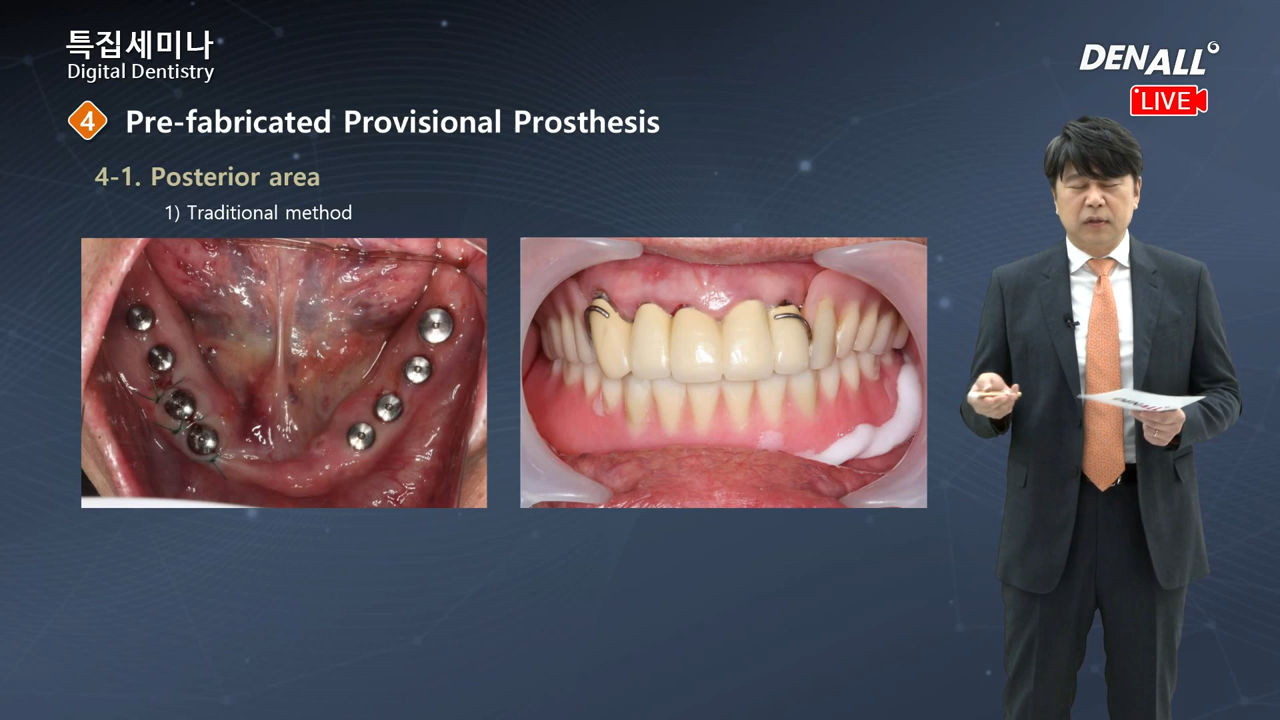 특집세미나
Digital Dentistry
DENALL
LIVE
4 Pre-fabricated Provisional Prosthesis
4-1. Posterior area
1) Traditional method